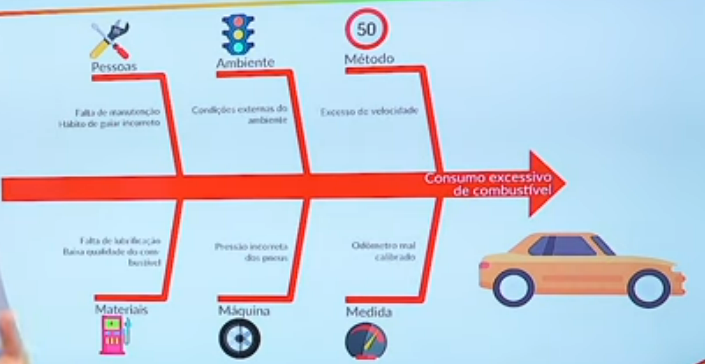 50
Pessoas
Ambiente
Método
Falta de manutenção
Hábito de guiar incorreto
Condições externas do
ambiente
Excesso de velocidade
Consumo excessivo
de combustível
Falta de lubrificação
Baixa qualidade do com-
bustível
Pressão incorreta
dos pneus
Odômetro mal
calibrado
Materiais
Máquina
Medida